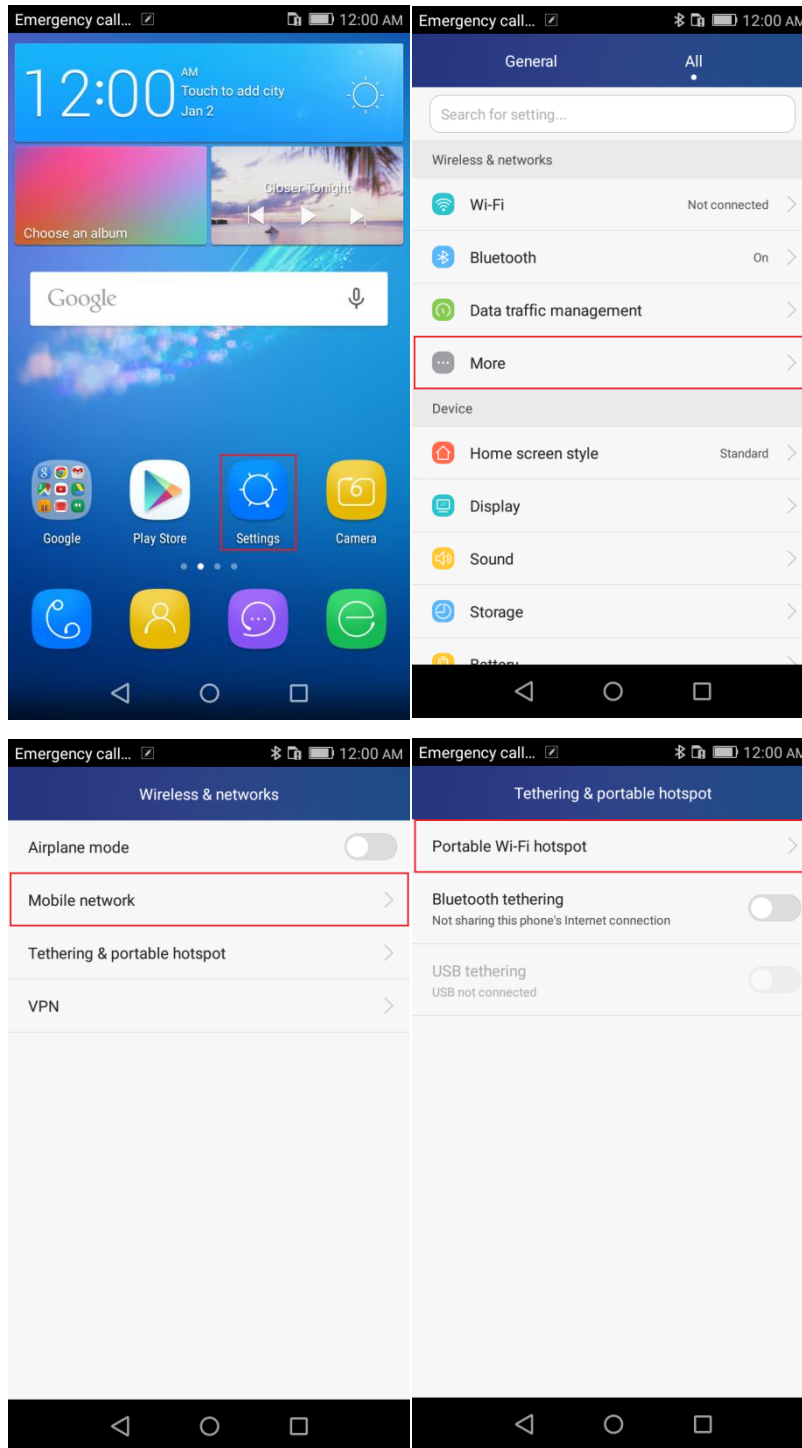 Emergency call... 12:00 AM
12:00 AM
Touch to add city
Jan 2
Choose an album
Closer Tonight
Google
Google Play Store Settings Camera
Emergency call... 12:00 AM
General All
Search for setting...
Wireless & networks
Wi-Fi Not connected
Bluetooth On
Data traffic management
More
Device
Home screen style Standard
Display
Sound
Storage
Battery
Emergency call... 12:00 AM
Wireless & networks
Airplane mode
Mobile network
Tethering & portable hotspot
VPN
Emergency call... 12:00 AM
Tethering & portable hotspot
Portable Wi-Fi hotspot
Bluetooth tethering
Not sharing this phone's Internet connection
USB tethering
USB not connected